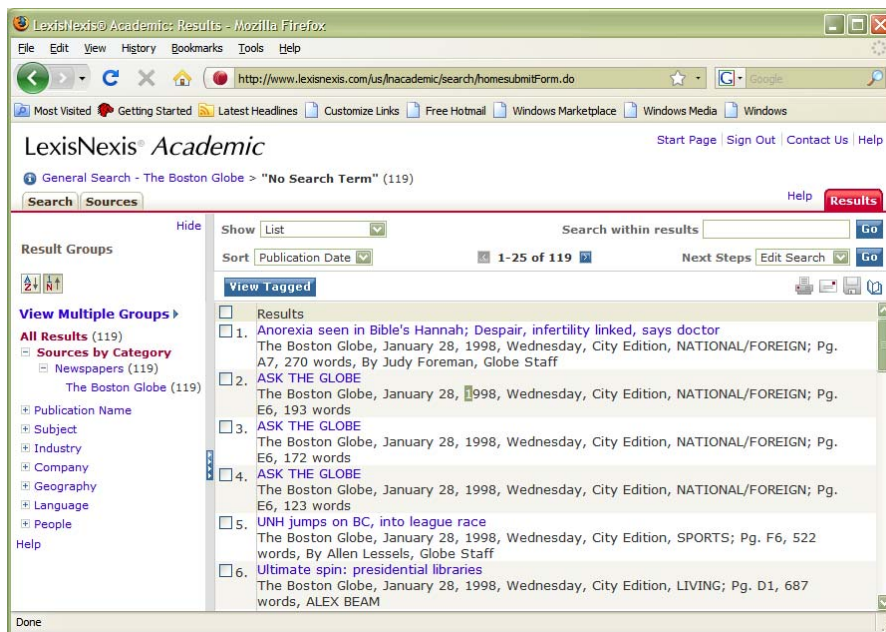 LexisNexis® Academic: Results - Mozilla Firefox
File Edit View History Bookmarks Tools Help
http://www.lexisnexis.com/us/lnacademic/search/homesubmitForm.do
G Google
Most Visited Getting Started Latest Headlines Customize Links Free Hotmail Windows Marketplace Windows Media Windows
LexisNexis® Academic
Start Page | Sign Out | Contact Us | Help
General Search - The Boston Globe > "No Search Term" (119)
Search Sources
Help Results
Hide
Result Groups
View Multiple Groups
All Results (119)
Sources by Category
Newspapers (119)
The Boston Globe (119)
Publication Name
Subject
Industry
Company
Geography
Language
People
Help
Show List
Search within results Go
Sort Publication Date
1-25 of 119
Next Steps Edit Search Go
View Tagged
Results
1. Anorexia seen in Bible's Hannah; Despair, infertility linked, says doctor
The Boston Globe, January 28, 1998, Wednesday, City Edition, NATIONAL/FOREIGN; Pg.
A7, 270 words, By Judy Foreman, Globe Staff
2. ASK THE GLOBE
The Boston Globe, January 28, 1998, Wednesday, City Edition, NATIONAL/FOREIGN; Pg.
E6, 193 words
3. ASK THE GLOBE
The Boston Globe, January 28, 1998, Wednesday, City Edition, NATIONAL/FOREIGN; Pg.
E6, 172 words
4. ASK THE GLOBE
The Boston Globe, January 28, 1998, Wednesday, City Edition, NATIONAL/FOREIGN; Pg.
E6, 123 words
5. UNH jumps on BC, into league race
The Boston Globe, January 28, 1998, Wednesday, City Edition, SPORTS; Pg. F6, 522
words, By Allen Lessels, Globe Staff
6. Ultimate spin: presidential libraries
The Boston Globe, January 28, 1998, Wednesday, City Edition, LIVING; Pg. D1, 687
words, ALEX BEAM
Done